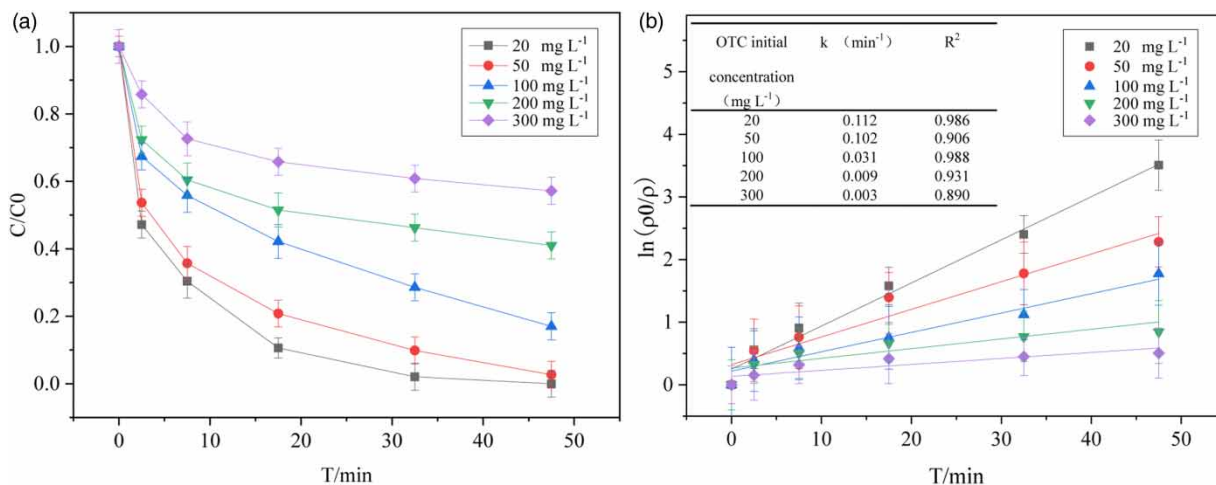 (a)
1.0
0.8
0.6
0.4
0.2
0.0
C/C0
0
10
20
30
40
50
T/min
20 mg L⁻¹
50 mg L⁻¹
100 mg L⁻¹
200 mg L⁻¹
300 mg L⁻¹
(b)
5
4
3
2
1
0
ln (ρ0/ρ)
0
10
20
30
40
50
T/min
OTC initial k (min⁻¹) R²
concentration
(mg L⁻¹)
20 0.112 0.986
50 0.102 0.906
100 0.031 0.988
200 0.009 0.931
300 0.003 0.890
20 mg L⁻¹
50 mg L⁻¹
100 mg L⁻¹
200 mg L⁻¹
300 mg L⁻¹